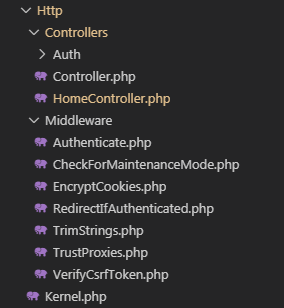 Http
Controllers
Auth
Controller.php
HomeController.php
Middleware
Authenticate.php
CheckForMaintenanceMode.php
EncryptCookies.php
RedirectIfAuthenticated.php
TrimStrings.php
TrustProxies.php
VerifyCsrfToken.php
Kernel.php